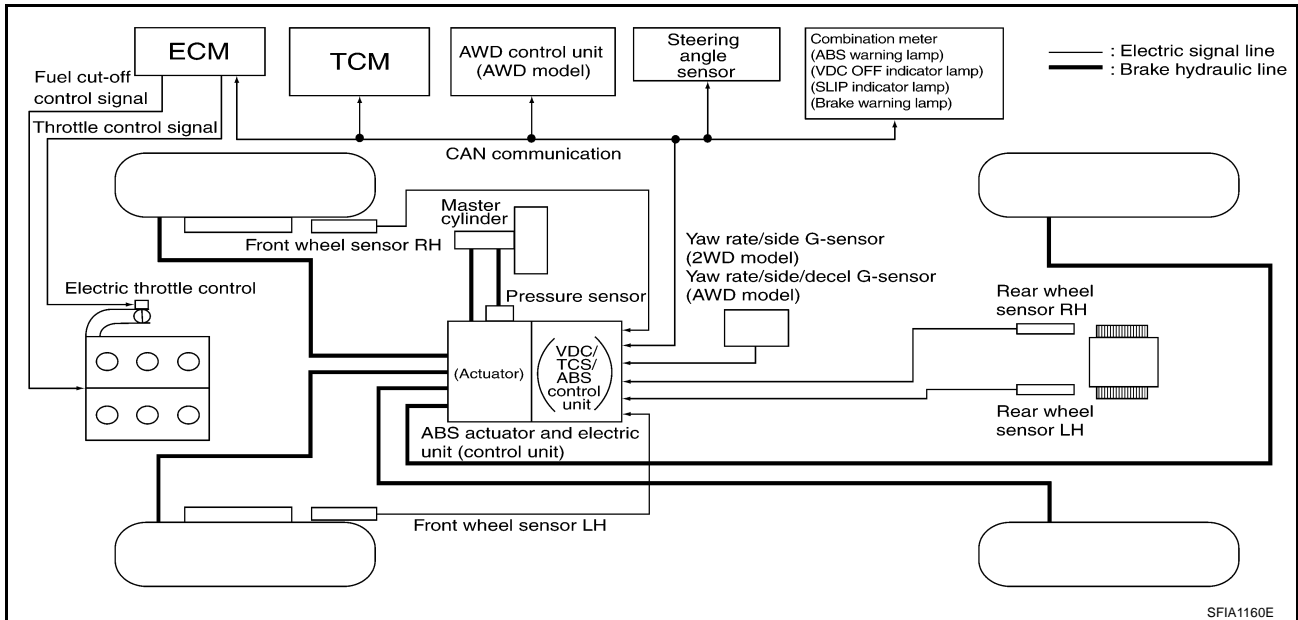 ECM
TCM
AWD control unit
(AWD model)
Steering
angle
sensor
Combination meter
(ABS warning lamp)
(VDC OFF indicator lamp)
(SLIP indicator lamp)
(Brake warning lamp)
: Electric signal line
: Brake hydraulic line
Fuel cut-off
control signal
Throttle control signal
CAN communication
Master
cylinder
Front wheel sensor RH
Yaw rate/side G-sensor
(2WD model)
Yaw rate/side/decel G-sensor
(AWD model)
Electric throttle control
Pressure sensor
Rear wheel
sensor RH
(Actuator)
VDC/
TCS/
ABS
control
unit
Rear wheel
sensor LH
ABS actuator and electric
unit (control unit)
Front wheel sensor LH
SFIA1160E